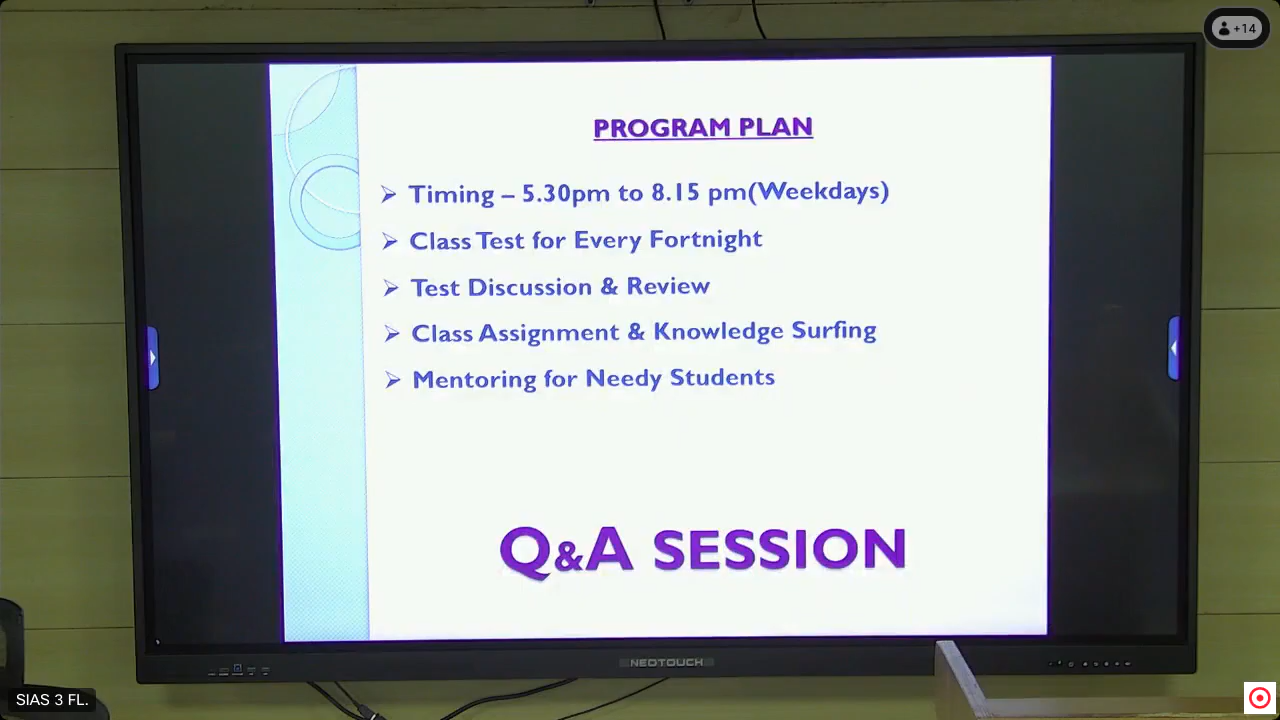 +14
PROGRAM PLAN
➢ Timing – 5.30pm to 8.15 pm(Weekdays)
➢ Class Test for Every Fortnight
➢ Test Discussion & Review
➢ Class Assignment & Knowledge Surfing
➢ Mentoring for Needy Students
Q&A SESSION
NEOTOUCH
SIAS 3 FL.